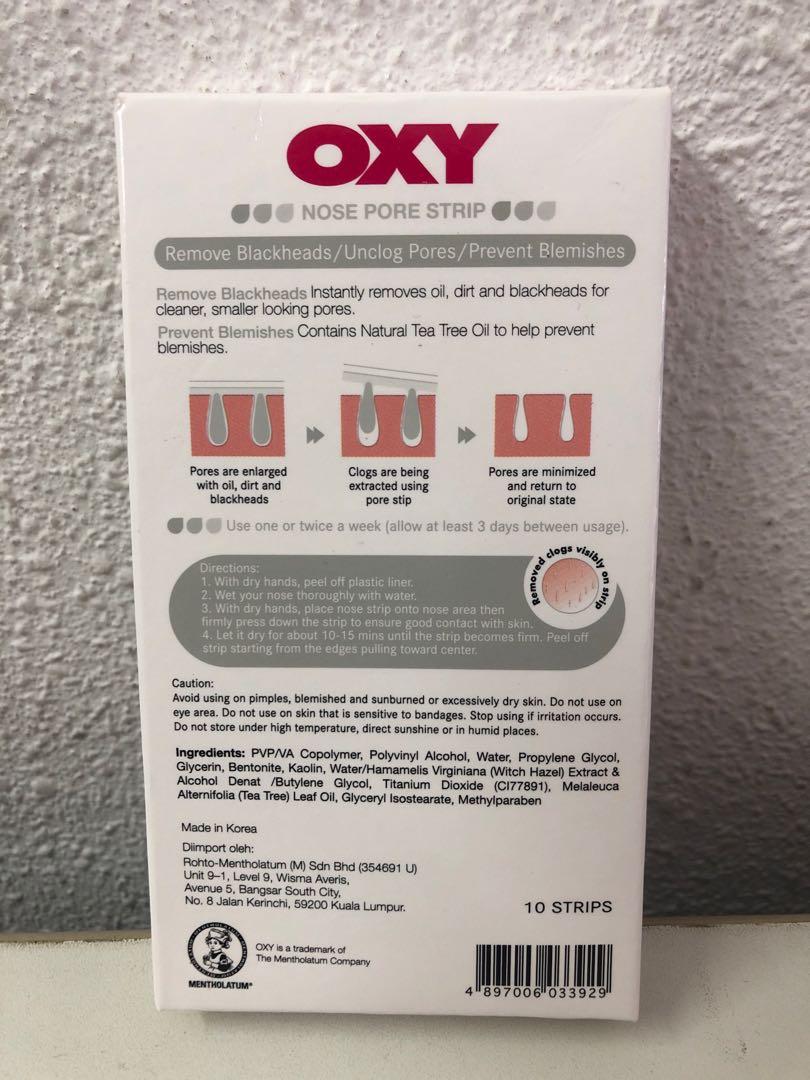 OXY
NOSE PORE STRIP
Remove Blackheads/Unclog Pores/Prevent Blemishes
Remove Blackheads Instantly removes oil, dirt and blackheads for
cleaner, smaller looking pores.
Prevent Blemishes Contains Natural Tea Tree Oil to help prevent
blemishes.
Pores are enlarged
with oil, dirt and
blackheads
Clogs are being
extracted using
pore stip
Pores are minimized
and return to
original state
Use one or twice a week (allow at least 3 days between usage).
Removed clogs visibly on strip
Directions:
1. With dry hands, peel off plastic liner.
2. Wet your nose thoroughly with water.
3. With dry hands, place nose strip onto nose area then
firmly press down the strip to ensure good contact with skin.
4. Let it dry for about 10-15 mins until the strip becomes firm. Peel off
strip starting from the edges pulling toward center.
Caution:
Avoid using on pimples, blemished and sunburned or excessively dry skin. Do not use on
eye area. Do not use on skin that is sensitive to bandages. Stop using if irritation occurs.
Do not store under high temperature, direct sunshine or in humid places.
Ingredients: PVP/VA Copolymer, Polyvinyl Alcohol, Water, Propylene Glycol,
Glycerin, Bentonite, Kaolin, Water/Hamamelis Virginiana (Witch Hazel) Extract &
Alcohol Denat /Butylene Glycol, Titanium Dioxide (CI77891), Melaleuca
Alternifolia (Tea Tree) Leaf Oil, Glyceryl Isostearate, Methylparaben
Made in Korea
Diimport oleh:
Rohto-Mentholatum (M) Sdn Bhd (354691 U)
Unit 9-1, Level 9, Wisma Averis,
Avenue 5, Bangsar South City,
No. 8 Jalan Kerinchi, 59200 Kuala Lumpur.
10 STRIPS
MENTHOLATUM®
OXY is a trademark of
The Mentholatum Company
4 897006 033929